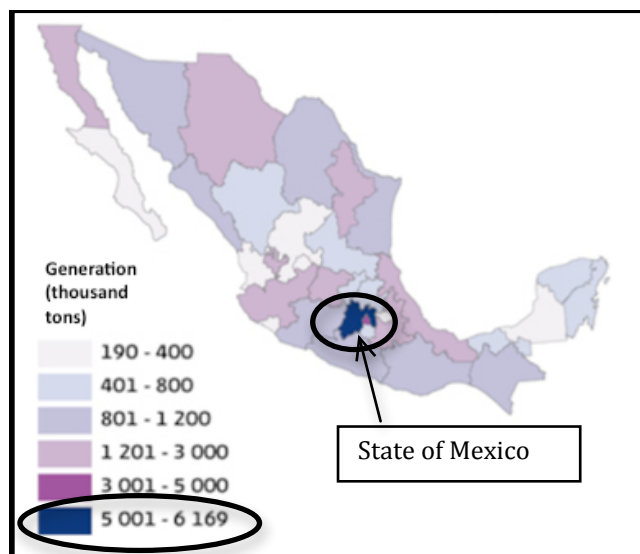 Generation
(thousand
tons)
190 - 400
401 - 800
801 - 1 200
1 201 - 3 000
3 001 - 5 000
5 001 - 6 169
State of Mexico